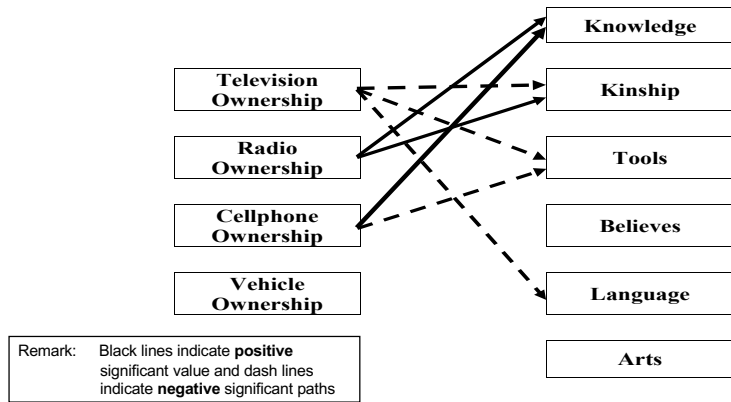 Knowledge
Television
Ownership
Kinship
Radio
Ownership
Tools
Cellphone
Ownership
Believes
Vehicle
Ownership
Language
Arts
Remark: Black lines indicate positive
significant value and dash lines
indicate negative significant paths